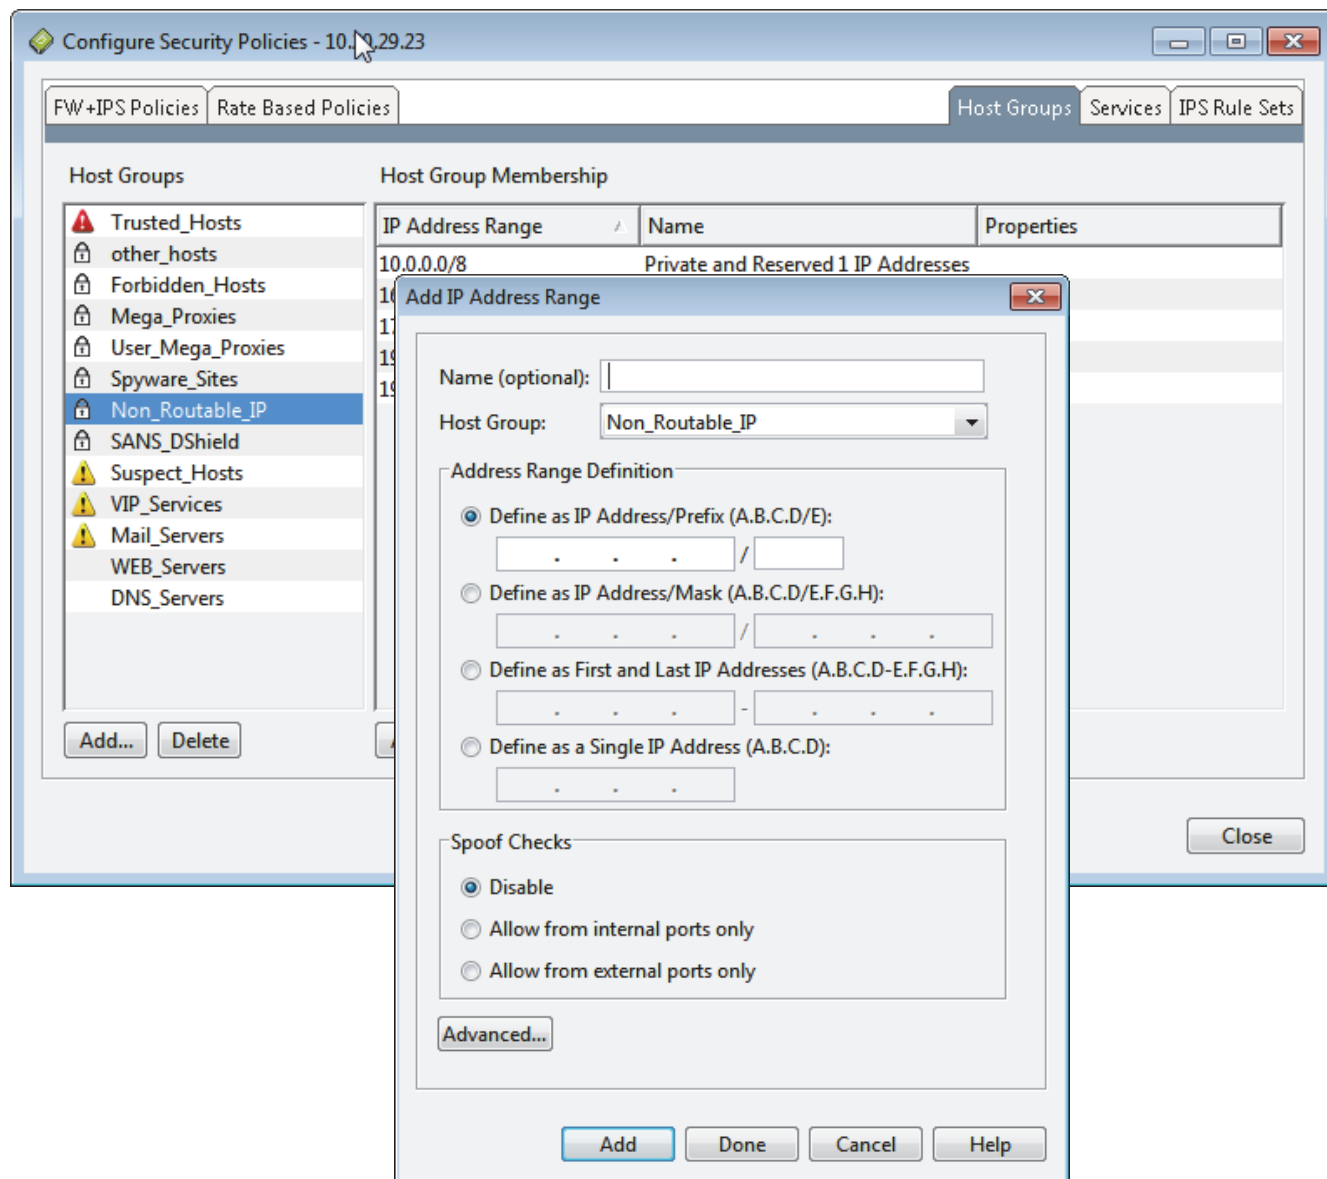 Configure Security Policies - 10. 0.29.23
FW+IPS Policies Rate Based Policies Host Groups Services IPS Rule Sets
Host Groups
Trusted_Hosts
other_hosts
Forbidden_Hosts
Mega_Proxies
User_Mega_Proxies
Spyware_Sites
Non_Routable_IP
SANS_DShield
Suspect_Hosts
VIP_Services
Mail_Servers
WEB_Servers
DNS_Servers
Add... Delete
Host Group Membership
IP Address Range Name Properties
10.0.0.0/8 Private and Reserved 1 IP Addresses
16
17
19
19
Close
Add IP Address Range
Name (optional):
Host Group: Non_Routable_IP
Address Range Definition
Define as IP Address/Prefix (A.B.C.D/E):
. . . /
Define as IP Address/Mask (A.B.C.D/E.F.G.H):
. . . / . . .
Define as First and Last IP Addresses (A.B.C.D-E.F.G.H):
. . . - . . .
Define as a Single IP Address (A.B.C.D):
. . .
Spoof Checks
Disable
Allow from internal ports only
Allow from external ports only
Advanced...
Add Done Cancel Help